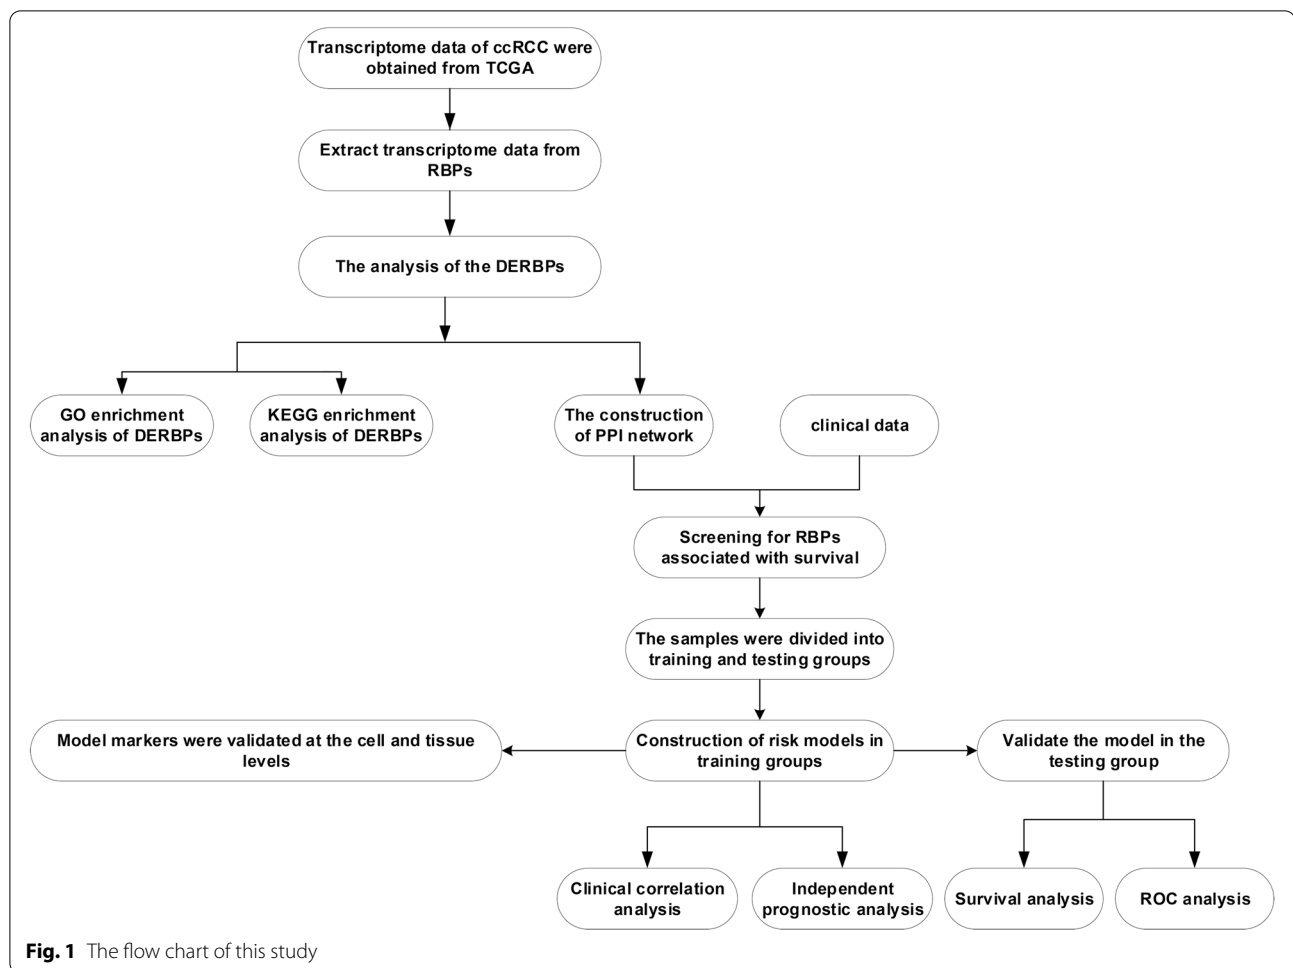 Transcriptome data of ccRCC were
obtained from TCGA
Extract transcriptome data from
RBPs
The analysis of the DERBPs
GO enrichment
analysis of DERBPs
KEGG enrichment
analysis of DERBPs
The construction
of PPI network
clinical data
Screening for RBPs
associated with survival
The samples were divided into
training and testing groups
Model markers were validated at the cell and tissue
levels
Construction of risk models in
training groups
Validate the model in the
testing group
Clinical correlation
analysis
Independent
prognostic analysis
Survival analysis
ROC analysis
Fig. 1 The flow chart of this study